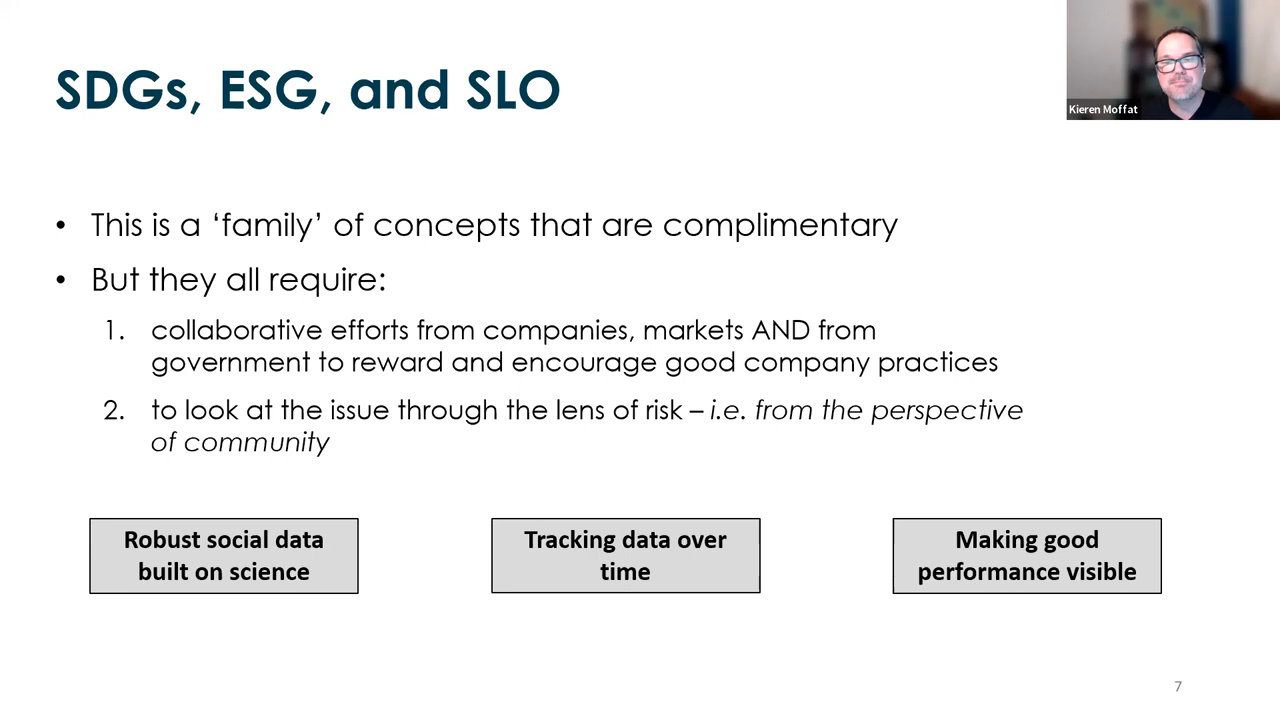 SDGs, ESG, and SLO
Kieren Moffat
• This is a ‘family’ of concepts that are complimentary
• But they all require:
1. collaborative efforts from companies, markets AND from
government to reward and encourage good company practices
2. to look at the issue through the lens of risk – i.e. from the perspective
of community
Robust social data
built on science
Tracking data over
time
Making good
performance visible
7